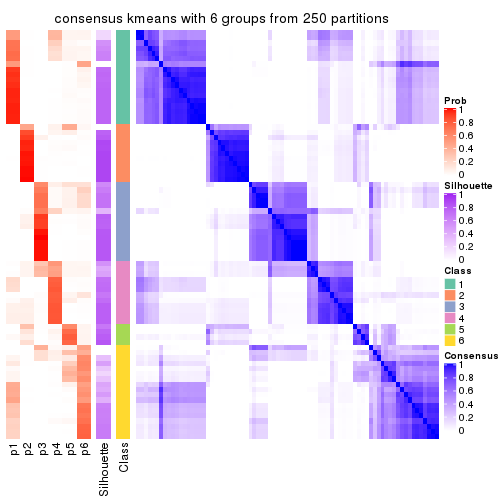 consensus kmeans with 6 groups from 250 partitions
Prob
1
0.8
0.6
0.4
0.2
0
Silhouette
1
0.8
0.6
0.4
0.2
0
Class
1
2
3
4
5
6
Consensus
1
0.8
0.6
0.4
0.2
0
p1
p2
p3
p4
p5
p6
Silhouette
Class